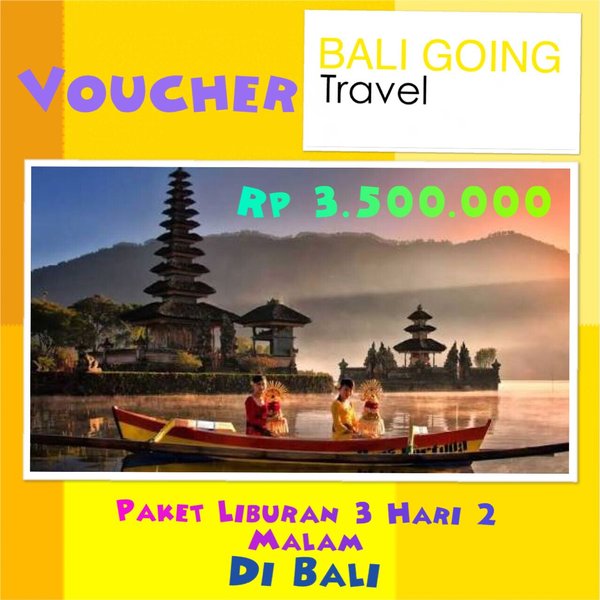 VOUCHER
BALI GOING
Travel
RP 3.500.000
PAKET LIBURAN 3 HARI 2
MALAM
DI BALI